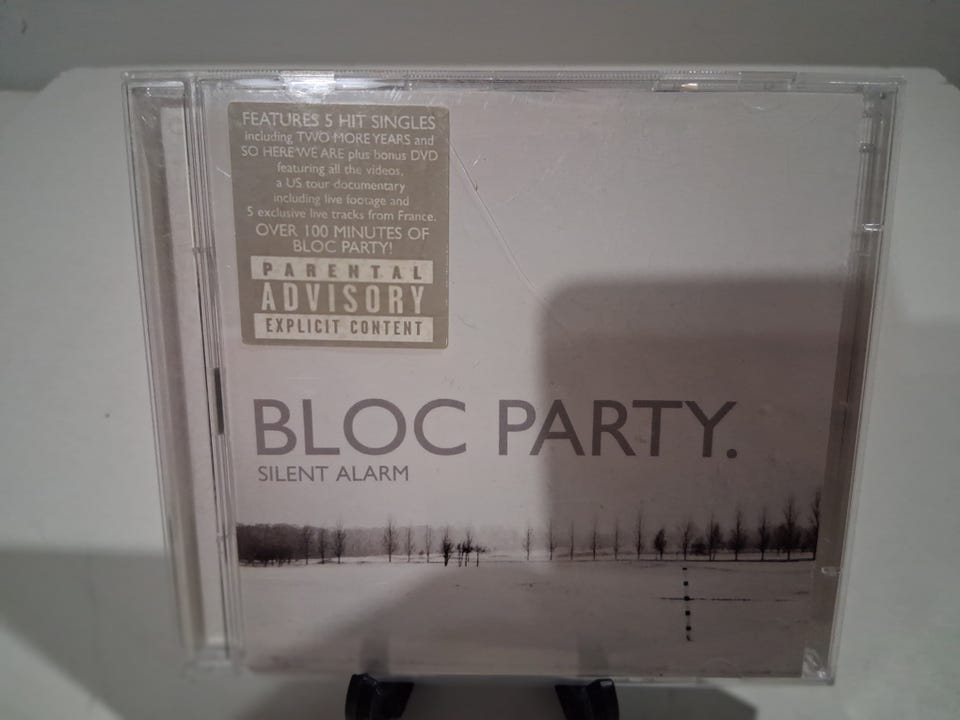 FEATURES 5 HIT SINGLES
including TWO MORE YEARS and
SO HERE WE ARE plus bonus DVD
featuring all the videos,
a US tour documentary
including live footage and
5 exclusive live tracks from France.
OVER 100 MINUTES OF
BLOC PARTY!
PARENTAL
ADVISORY
EXPLICIT CONTENT
BLOC PARTY.
SILENT ALARM